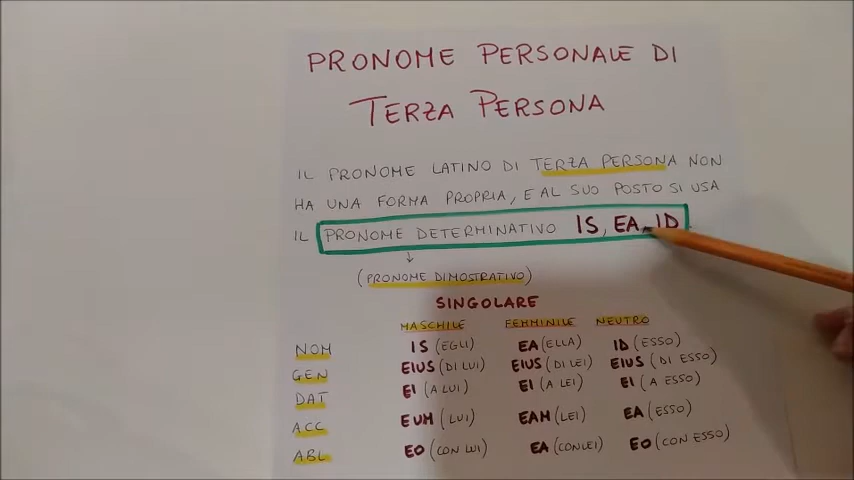 PRONOME PERSONALE DI
TERZA PERSONA
IL PRONOME LATINO DI TERZA PERSONA NON
HA UNA FORMA PROPRIA, E AL SUO POSTO SI USA
IL PRONOME DETERMINATIVO IS, EA, ID
(PRONOME DIMOSTRATIVO)
SINGOLARE
MASCHILE FEMMINILE NEUTRO
NOM IS (EGLI) EA (ELLA) ID (ESSO)
GEN EIUS (DI LUI) EIUS (DI LEI) EIUS (DI ESSO)
DAT EI (A LUI) EI (A LEI) EI (A ESSO)
ACC EUM (LUI) EAM (LEI) EA (ESSO)
ABL EO (CON LUI) EA (CON LEI) EO (CON ESSO)